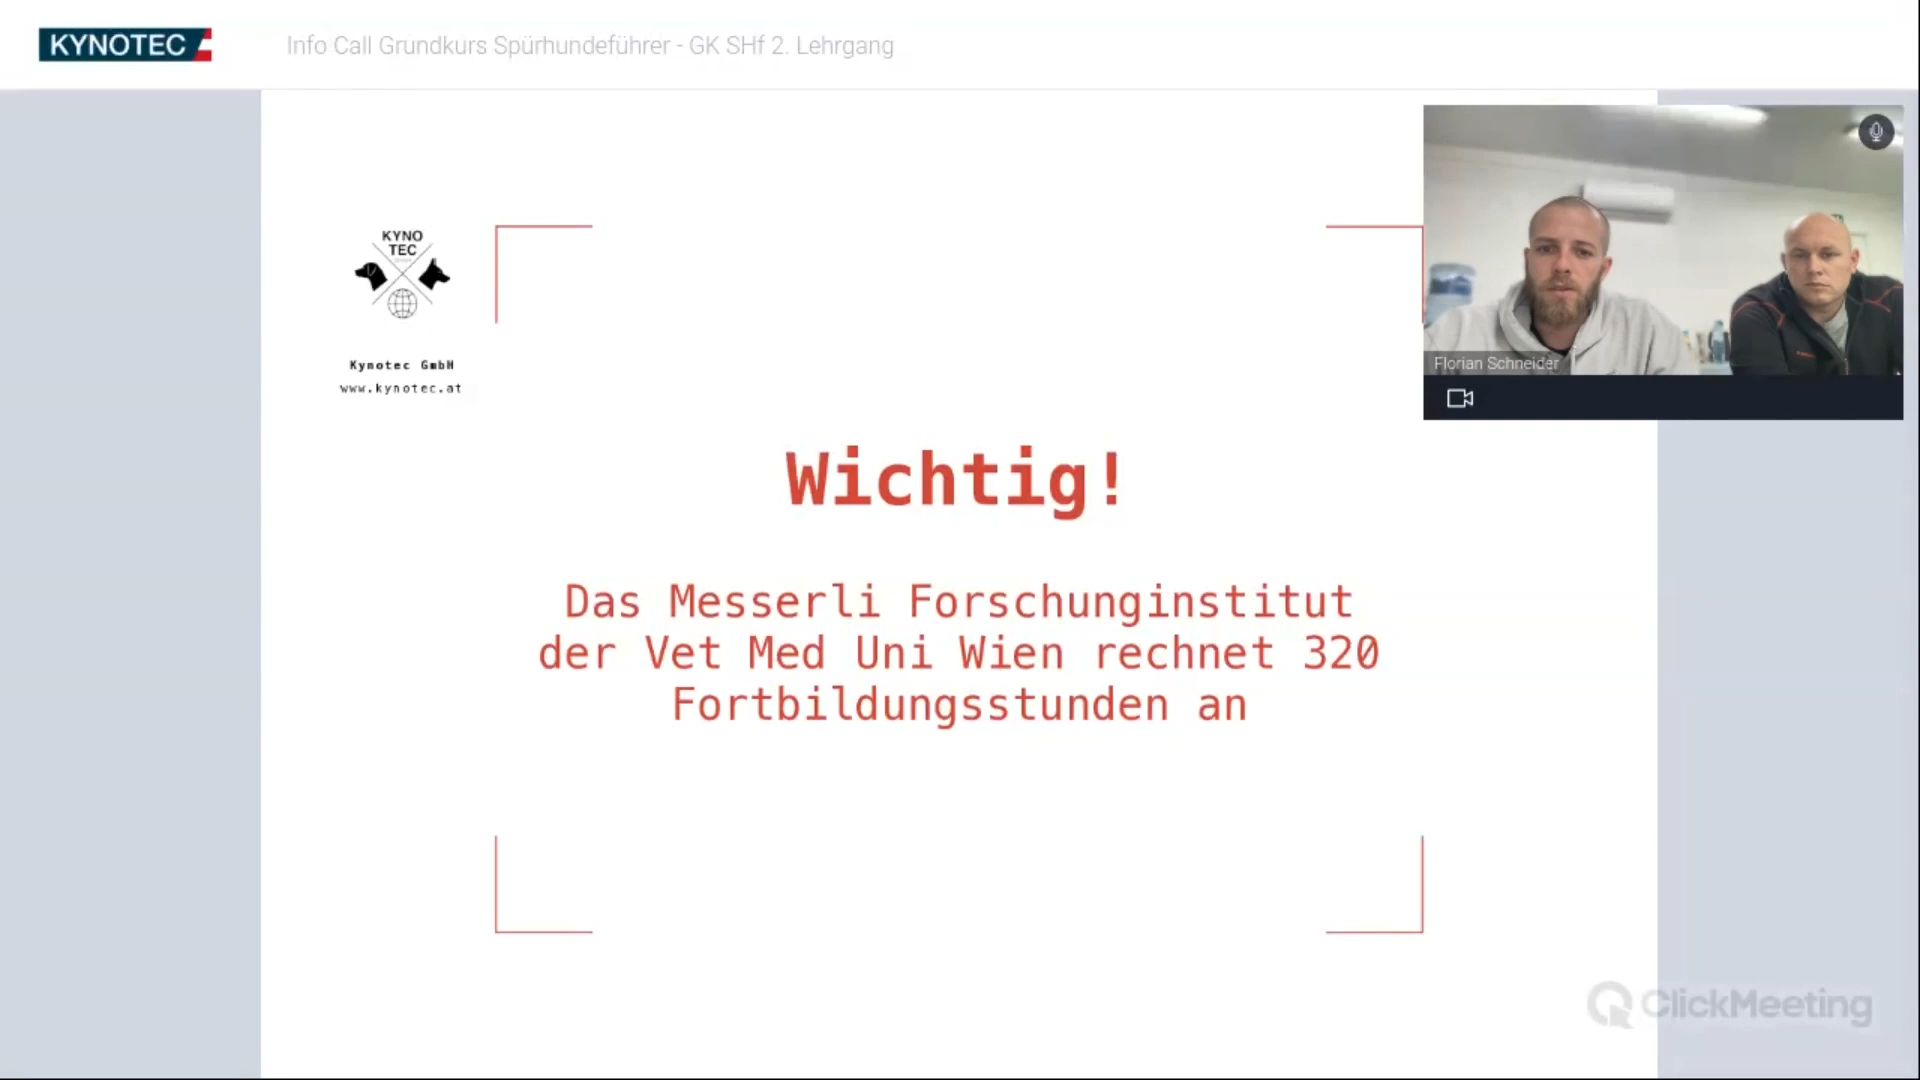 KYNOTEC
Info Call Grundkurs Spürhundeführer - GK SHf 2. Lehrgang
KYNO
TEC
Kynotec GmbH
www.kynotec.at
Florian Schneider
Wichtig!
Das Messerli Forschunginstitut
der Vet Med Uni Wien rechnet 320
Fortbildungsstunden an
ClickMeeting